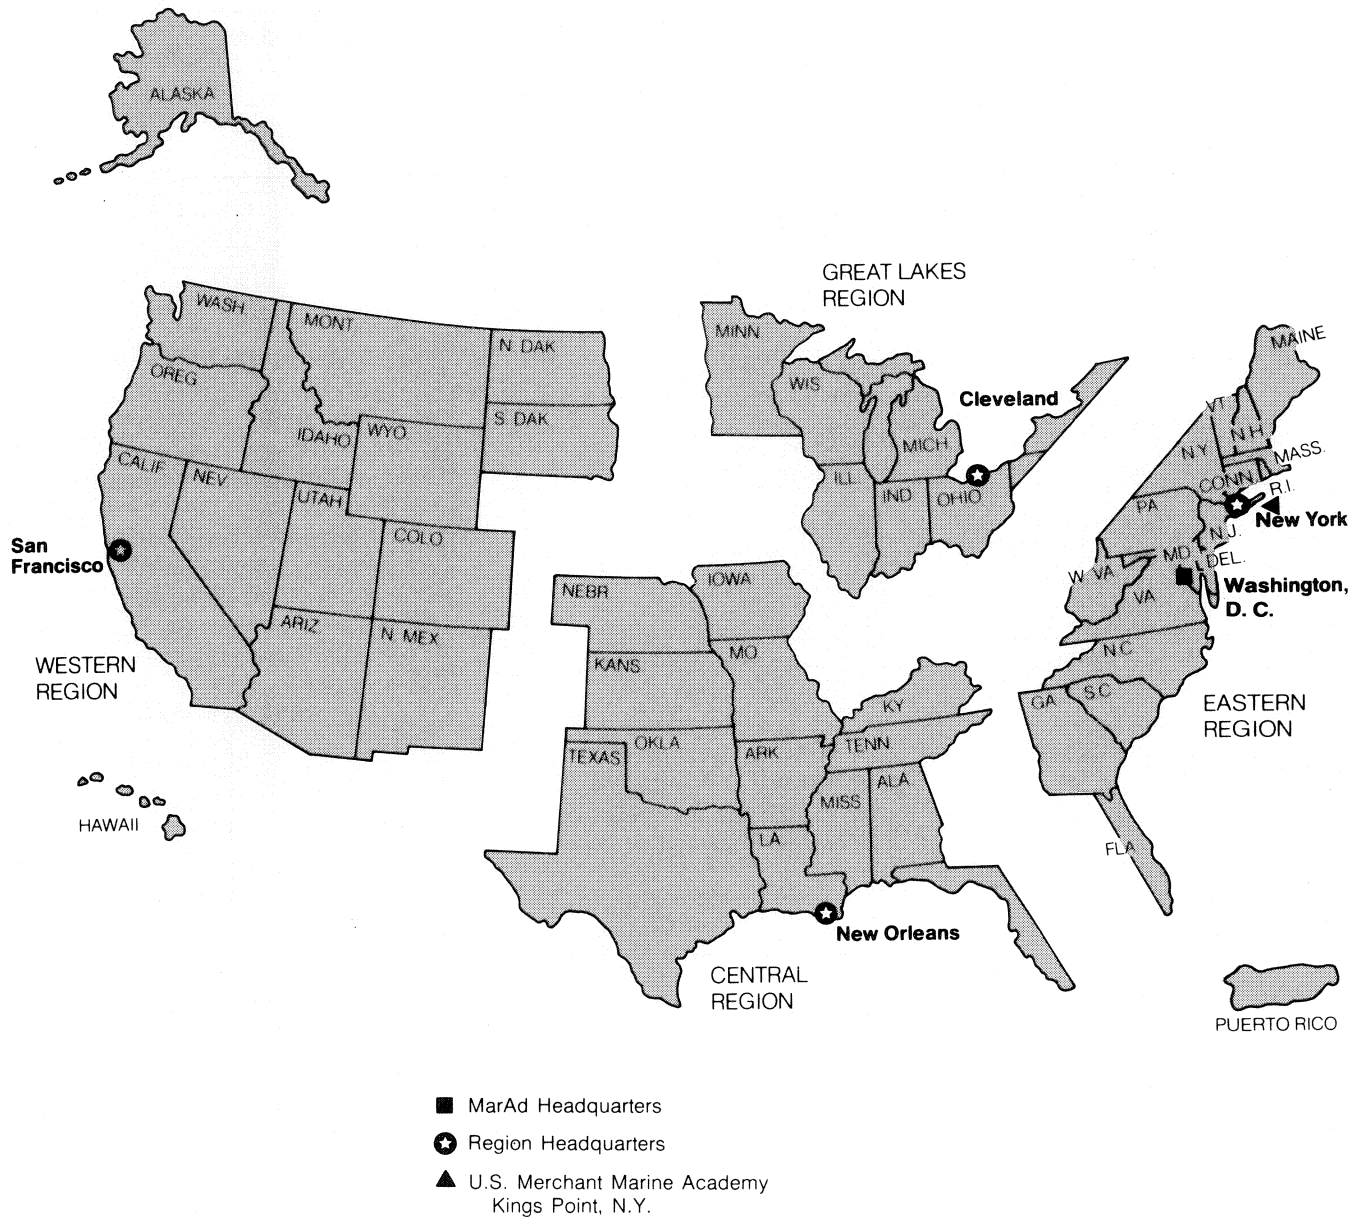 ALASKA
GREAT LAKES
REGION
WASH
MONT
N. DAK
MINN
MAINE
OREG
S. DAK
WIS
Cleveland
VT.
IDAHO
WYO.
MICH
N Y
N H
MASS.
CALIF
NEV
UTAH
ILL
IND
OHIO
CONN.
R.I.
PA
New York
COLO
N.J.
San
Francisco
MD
DEL.
W. VA
Washington,
D. C.
NEBR
IOWA
VA
ARIZ.
N. MEX.
KANS
MO
N C
WESTERN
REGION
KY
GA
S C
EASTERN
REGION
TEXAS
OKLA
ARK
TENN
ALA
MISS
HAWAII
LA
FLA
New Orleans
CENTRAL
REGION
PUERTO RICO
MarAd Headquarters
Region Headquarters
U.S. Merchant Marine Academy
Kings Point, N.Y.